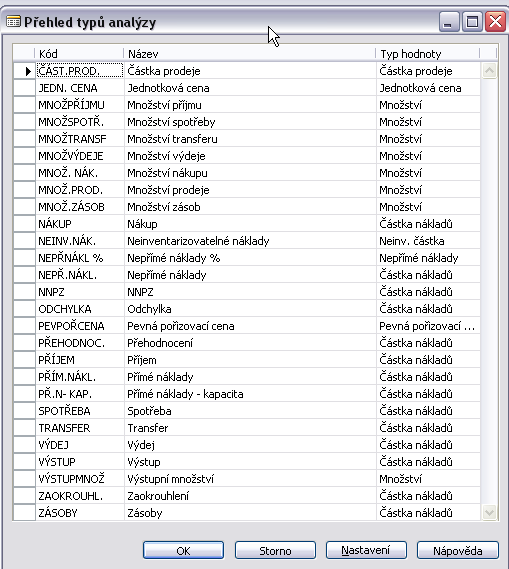 Přehled typů analýzy
Kód Název Typ hodnoty
ČÁST.PROD. Částka prodeje Částka prodeje
JEDN. CENA Jednotková cena Jednotková cena
MNOŽPŘÍJMU Množství příjmu Množství
MNOŽSPOTŘ. Množství spotřeby Množství
MNOŽTRANSF Množství transferu Množství
MNOŽVÝDEJE Množství výdeje Množství
MNOŽ. NÁK. Množství nákupu Množství
MNOŽ.PROD. Množství prodeje Množství
MNOŽ.ZÁSOB Množství zásob Množství
NÁKUP Nákup Částka nákladů
NEINV.NÁK. Neinventarizovatelné náklady Neinv. částka
NEPŘNÁKL % Nepřímé náklady % Nepřímé náklady
NEPŘ.NÁKL. Nepřímé náklady Částka nákladů
NNPZ NNPZ Částka nákladů
ODCHYLKA Odchylka Částka nákladů
PEVPOŘCENA Pevná pořizovací cena Pevná pořizovací ...
PŘEHODNOC. Přehodnocení Částka nákladů
PŘÍJEM Příjem Částka nákladů
PŘÍM.NÁKL. Přímé náklady Částka nákladů
PŘ.N- KAP. Přímé náklady - kapacita Částka nákladů
SPOTŘEBA Spotřeba Částka nákladů
TRANSFER Transfer Částka nákladů
VÝDEJ Výdej Částka nákladů
VÝSTUP Výstup Částka nákladů
VÝSTUPMNOŽ Výstupní množství Množství
ZAOKROUHL. Zaokrouhlení Částka nákladů
ZÁSOBY Zásoby Částka nákladů
OK Storno Nastavení Nápověda